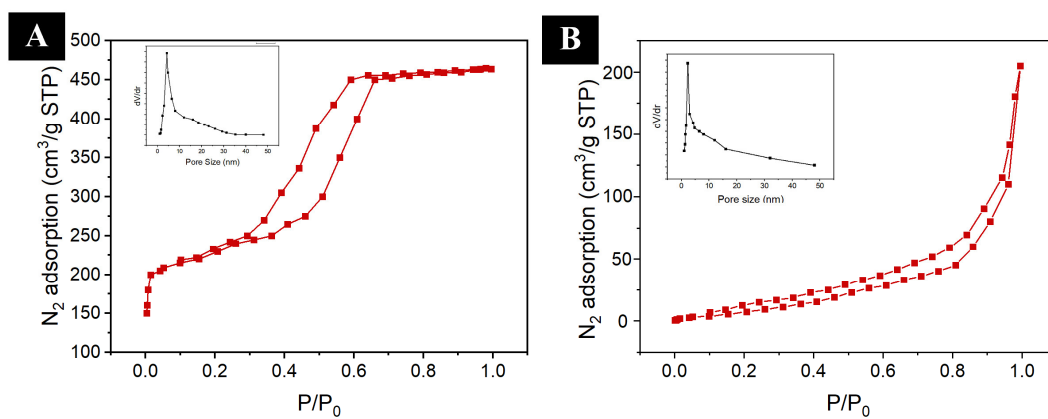 A
N2 adsorption (cm3/g STP)
500
450
400
350
300
250
200
150
100
0.0 0.2 0.4 0.6 0.8 1.0
P/P0
dV/dr
0 10 20 30 40 50
Pore Size (nm)
B
N2 adsorption (cm3/g STP)
200
150
100
50
0
0.0 0.2 0.4 0.6 0.8 1.0
P/P0
cV/dr
0 10 20 30 40 50
Pore size (nm)